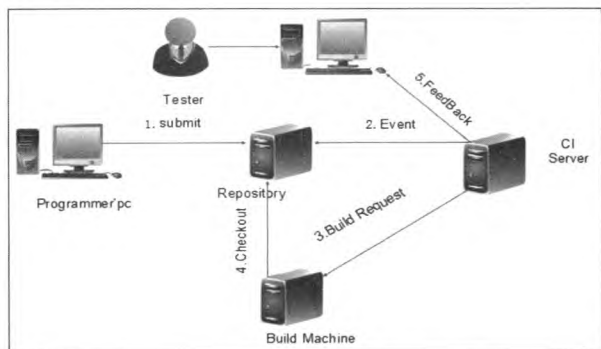 Tester
1. submit
2. Event
5.FeedBack
CI
Server
Programmer'pc
Repository
3.Build Request
4.Checkout
Build Machine